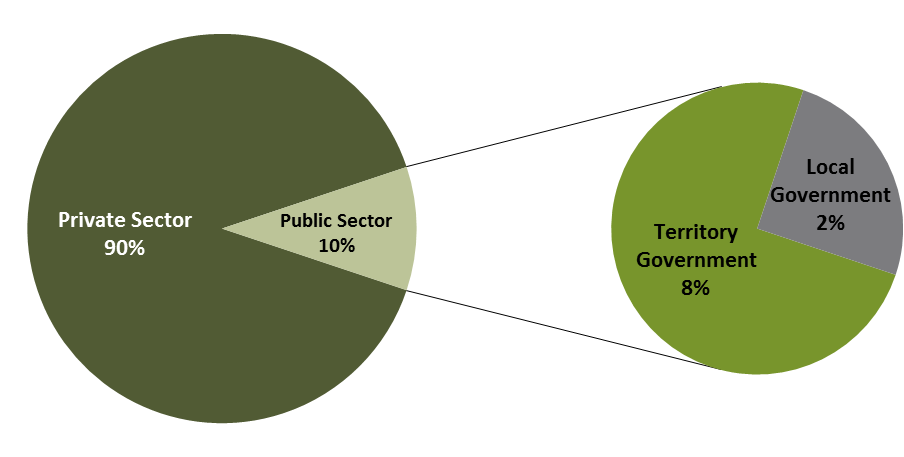 Private Sector
90%
Public Sector
10%
Territory
Government
8%
Local
Government
2%